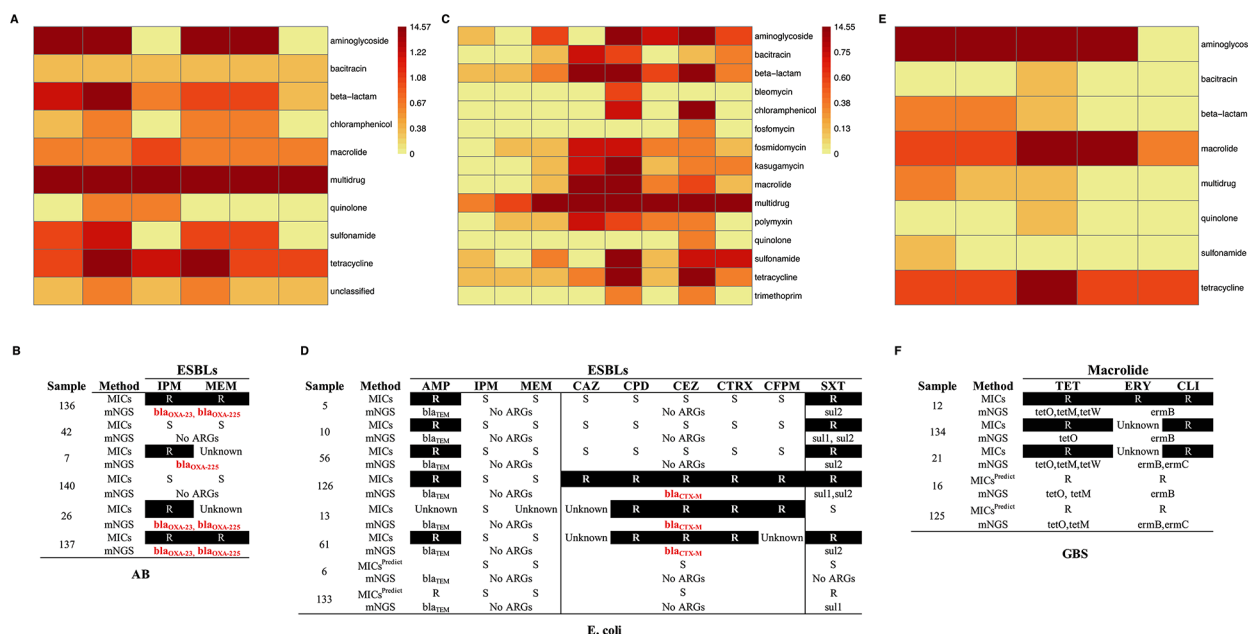 A
14.57
1.22
1.08
0.67
0.38
0
aminoglycoside
bacitracin
beta−lactam
chloramphenicol
macrolide
multidrug
quinolone
sulfonamide
tetracycline
unclassified
C
14.55
0.75
0.60
0.33
0.13
0
aminoglycoside
bacitracin
beta−lactam
bleomycin
chloramphenicol
fosfomycin
fosmidomycin
kasugamycin
macrolide
multidrug
polymyxin
quinolone
sulfonamide
tetracycline
trimethoprim
E
aminoglycos
bacitracin
beta−lactam
macrolide
multidrug
quinolone
sulfonamide
tetracycline
B
ESBLs
Sample Method IPM MEM
136 MICs R R
mNGS blaOXA-23, blaOXA-225
42 MICs S S
mNGS No ARGs
7 MICs R Unknown
mNGS blaOXA-225
140 MICs S S
mNGS No ARGs
26 MICs R Unknown
mNGS blaOXA-23, blaOXA-225
137 MICs R R
mNGS blaOXA-23, blaOXA-225
AB
D
ESBLs
Sample Method AMP IPM MEM CAZ CPD CEZ CTRX CFPM SXT
5 MICs R S S S S S S S R
mNGS blaTEM No ARGs No ARGs sul2
10 MICs R S S S S S S S R
mNGS blaTEM No ARGs No ARGs sul1, sul2
56 MICs R S S S S S S S R
mNGS blaTEM No ARGs No ARGs sul2
126 MICs R S S R R R R R R
mNGS blaTEM No ARGs blaCTX-M sul1,sul2
13 MICs Unknown S Unknown Unknown R R R R S
mNGS No ARGs blaCTX-M
61 MICs R S S Unknown R R R Unknown R
mNGS blaTEM No ARGs blaCTX-M sul2
6 MICsPredict S S S S
mNGS blaTEM No ARGs No ARGs No ARGs
133 MICsPredict R S S S R
mNGS blaTEM No ARGs No ARGs sul1
E. coli
F
Macrolide
Sample Method TET ERY CLI
12 MICs R R R
mNGS tetO,tetM,tetW ermB
134 MICs R Unknown R
mNGS tetO ermB
21 MICs R Unknown R
mNGS tetO,tetM,tetW ermB,ermC
16 MICsPredict R R
mNGS tetO, tetM ermB
125 MICsPredict R R
mNGS tetO,tetM ermB,ermC
GBS